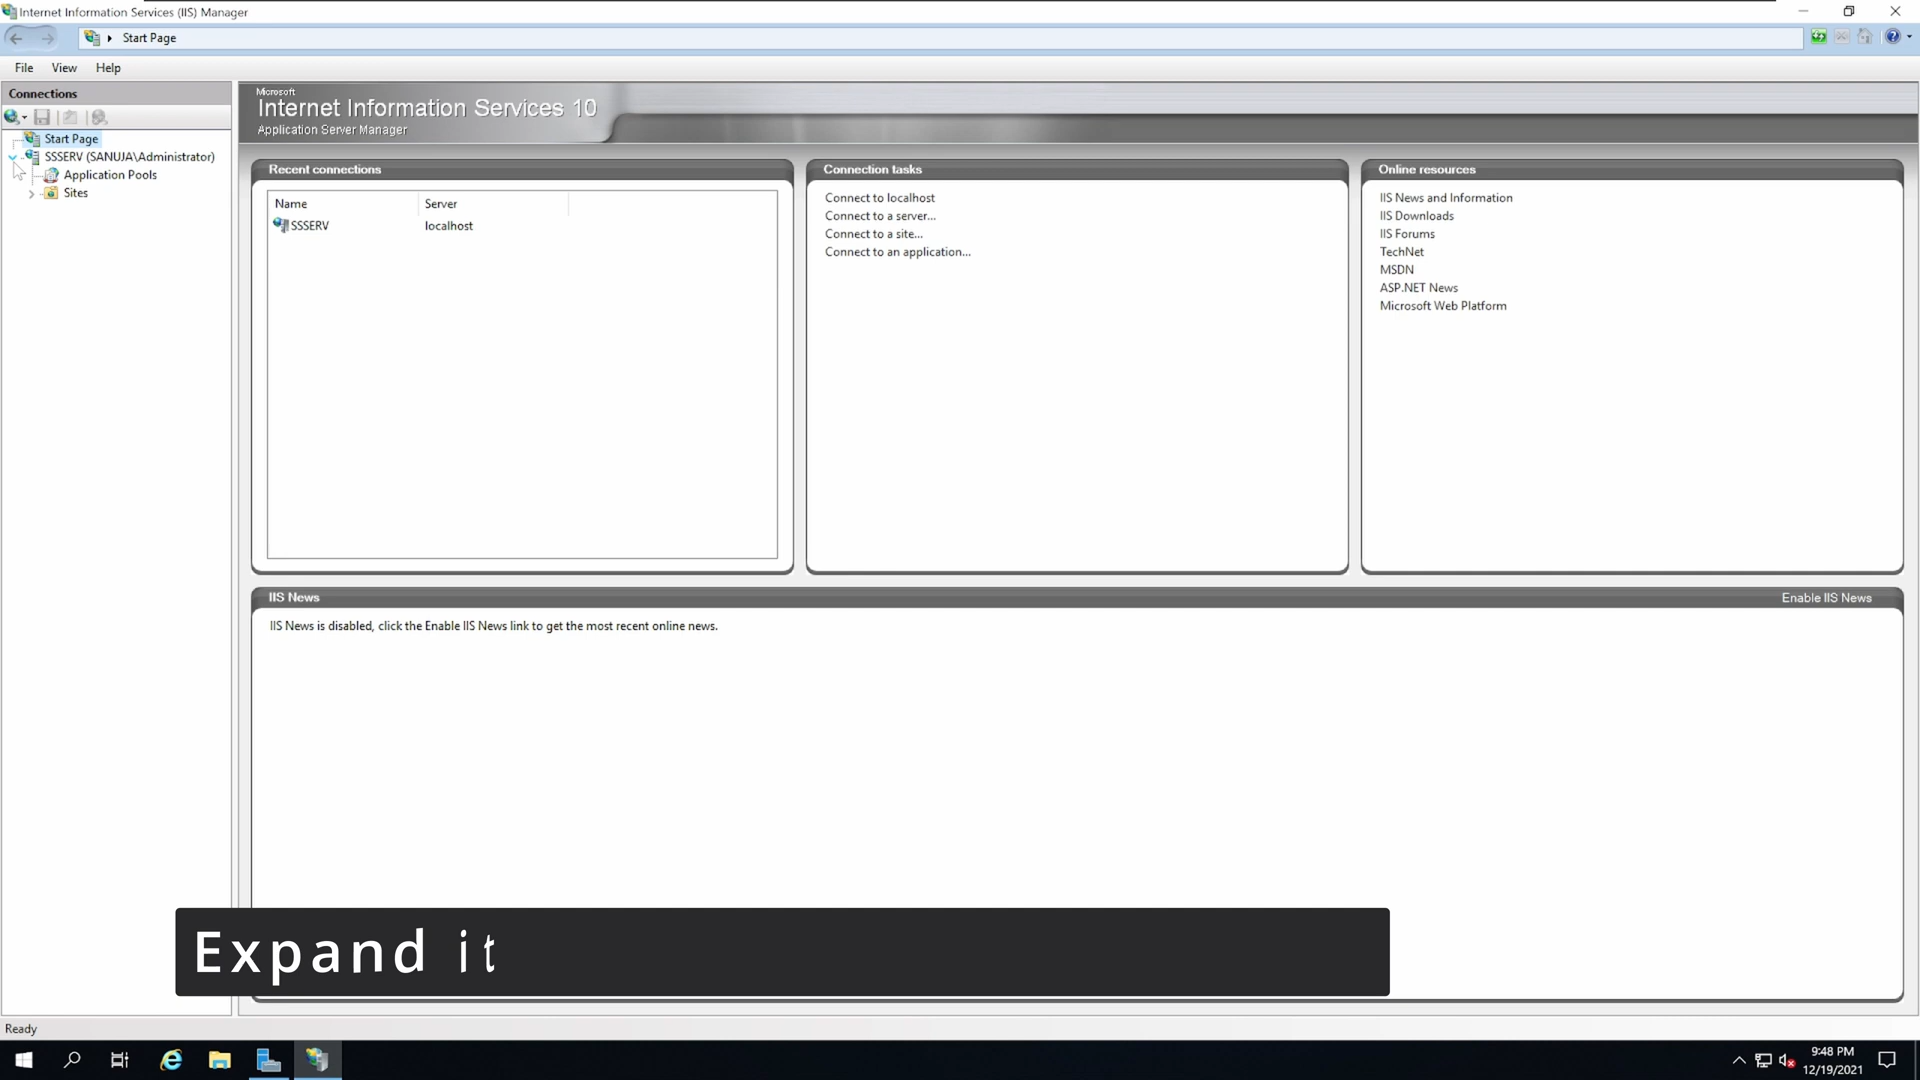 Internet Information Services (IIS) Manager
Start Page
File View Help
Connections
Start Page
SSSERV (SANUJA\Administrator)
Application Pools
Sites
Microsoft
Internet Information Services 10
Application Server Manager
Recent connections
Name Server
SSSERV localhost
Connection tasks
Connect to localhost
Connect to a server...
Connect to a site...
Connect to an application...
Online resources
IIS News and Information
IIS Downloads
IIS Forums
TechNet
MSDN
ASP.NET News
Microsoft Web Platform
IIS News Enable IIS News
IIS News is disabled, click the Enable IIS News link to get the most recent online news.
Expand it
Ready
9:48 PM
12/19/2021